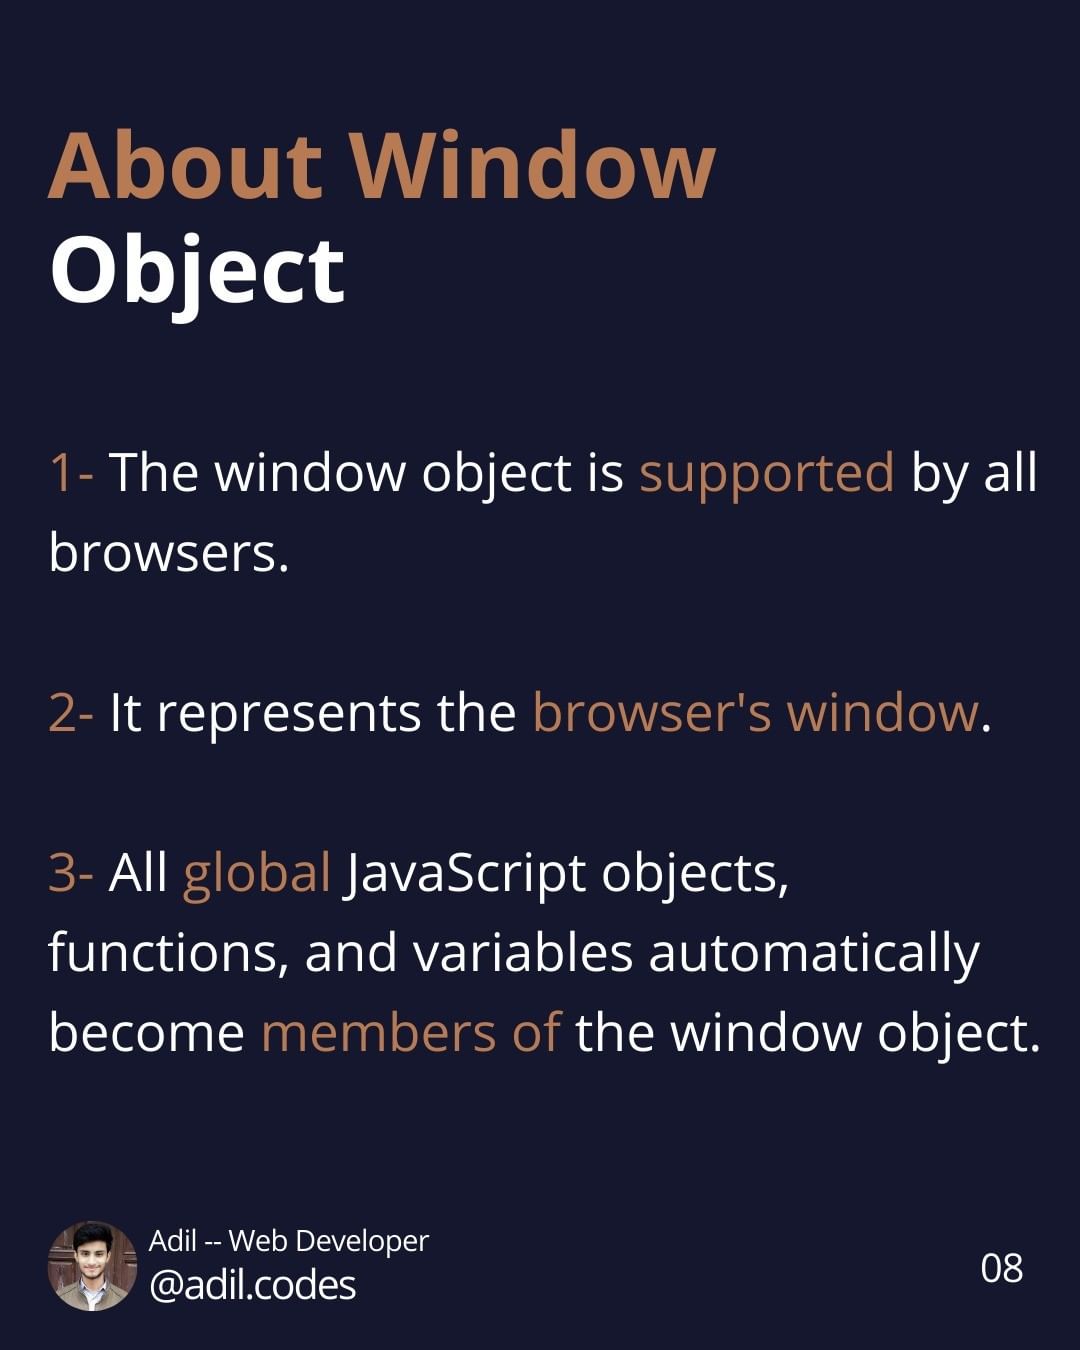 About Window
Object
1- The window object is supported by all
browsers.
2- It represents the browser's window.
3- All global JavaScript objects,
functions, and variables automatically
become members of the window object.
Adil -- Web Developer
@adil.codes
08